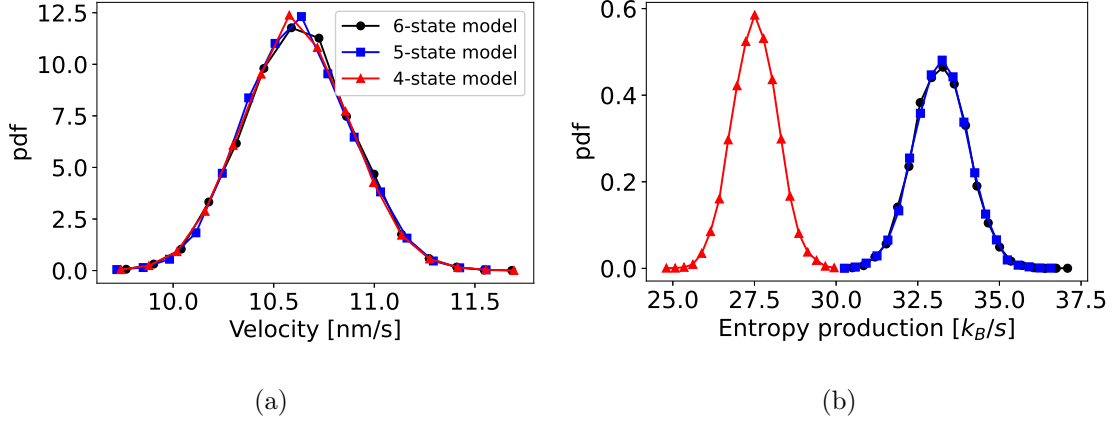 12.5
10.0
7.5
5.0
2.5
0.0
pdf
10.0 10.5 11.0 11.5
Velocity [nm/s]
6-state model
5-state model
4-state model
(a)
0.6
0.4
0.2
0.0
pdf
25.0 27.5 30.0 32.5 35.0 37.5
Entropy production [k_B/s]
(b)